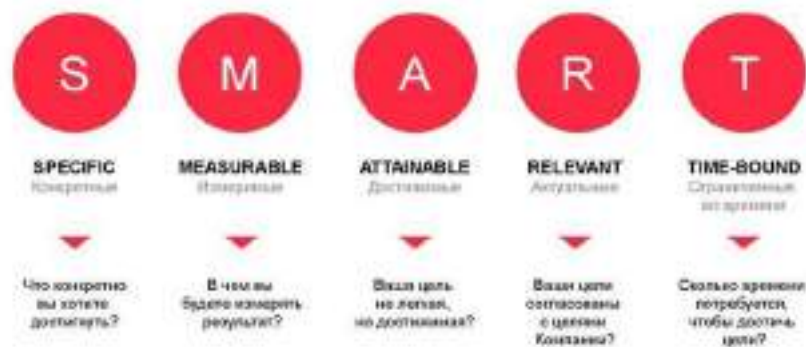 S
M
A
R
T
SPECIFIC
Конкретные
MEASURABLE
Измеримые
ATTAINABLE
Достижимые
RELEVANT
Актуальные
TIME-BOUND
Ограниченные
во времени
Что конкретно
вы хотите
достигнуть?
В чем вы
будете измерять
результат?
Ваша цель
не легкая,
но достижимая?
Ваши цели
согласованы
с целями
Компании?
Сколько времени
потребуется,
чтобы достичь
цели?